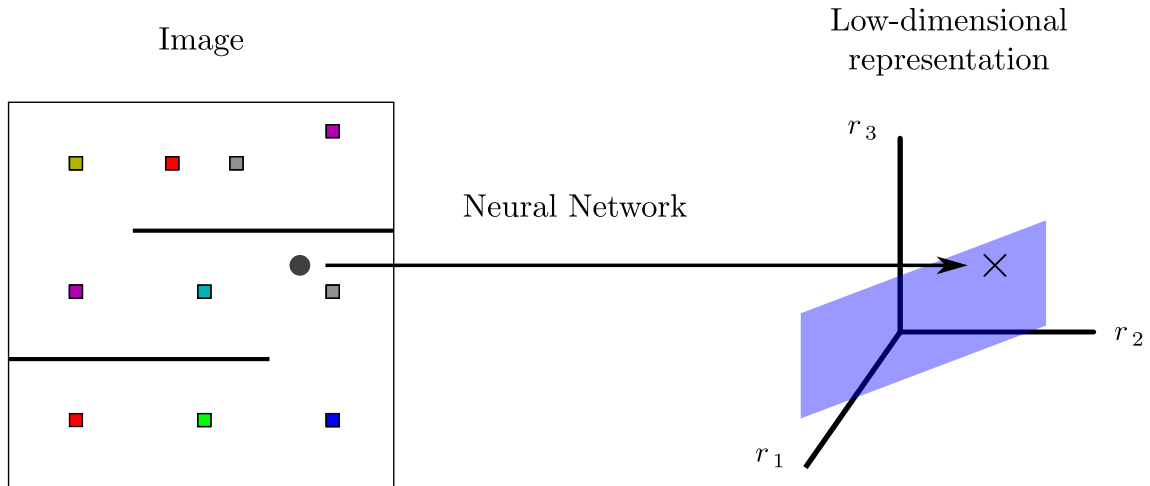 Image
Low-dimensional
representation
Neural Network
r 3
r 2
r 1